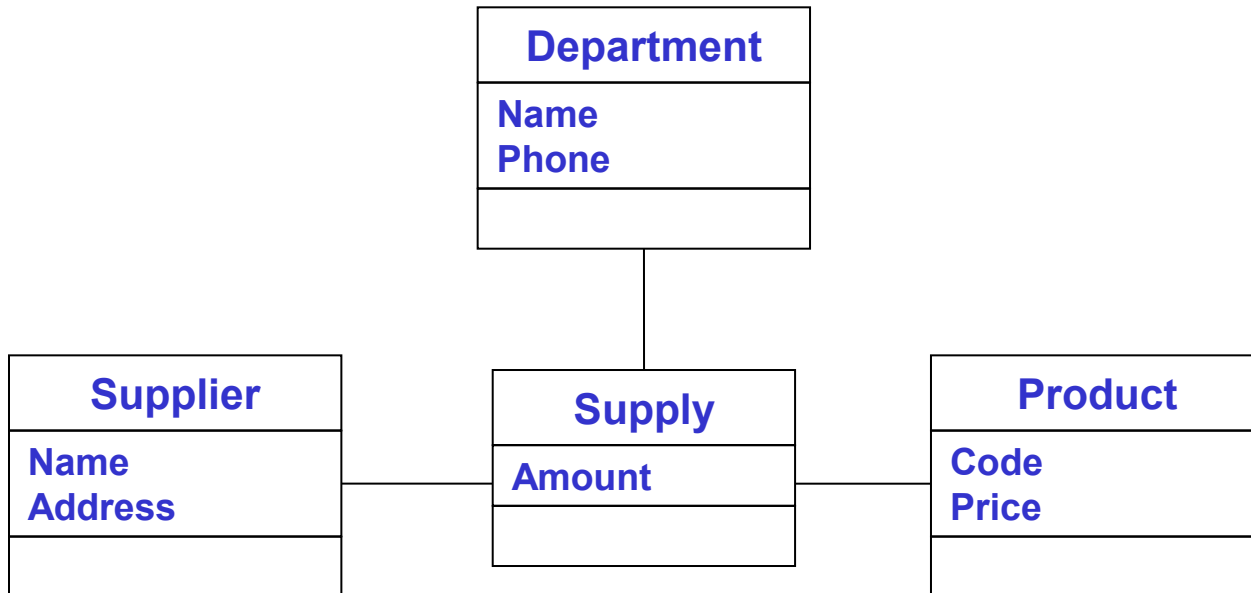 Department
Name
Phone
Supplier
Name
Address
Supply
Amount
Product
Code
Price